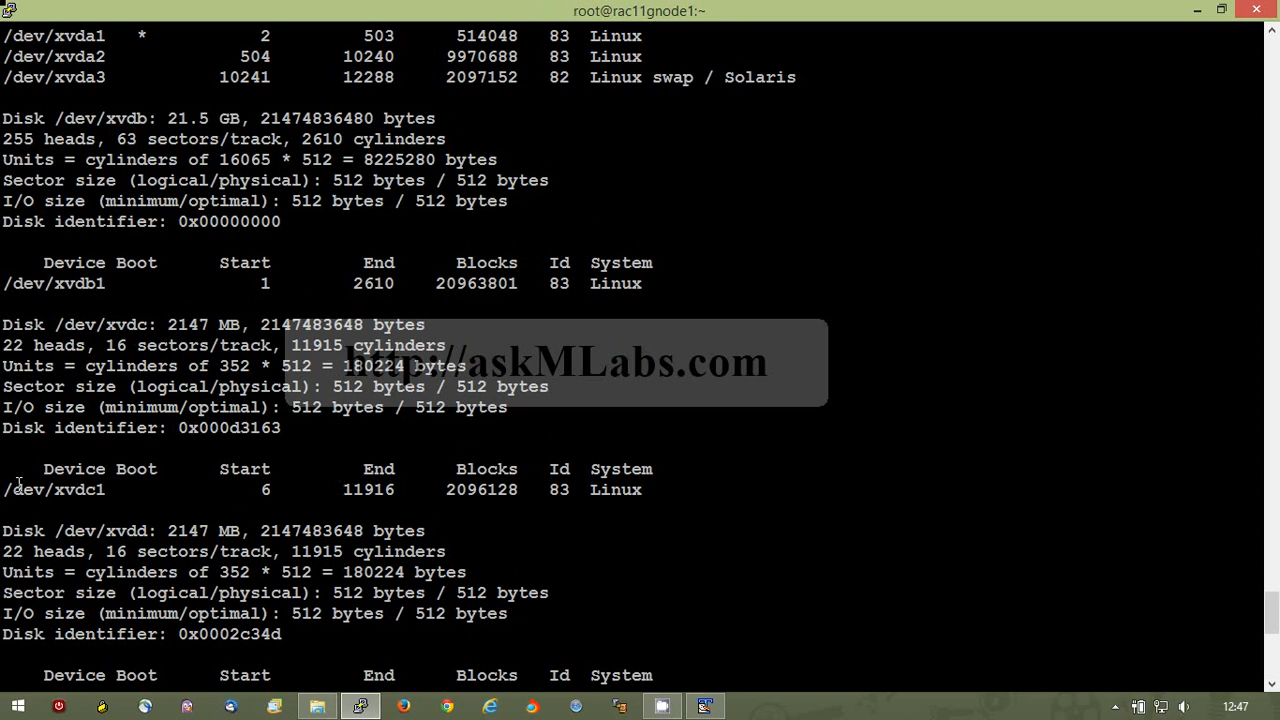 root@rac11gnode1:~
/dev/xvda1 * 2 503 514048 83 Linux
/dev/xvda2 504 10240 9970688 83 Linux
/dev/xvda3 10241 12288 2097152 82 Linux swap / Solaris
Disk /dev/xvdb: 21.5 GB, 21474836480 bytes
255 heads, 63 sectors/track, 2610 cylinders
Units = cylinders of 16065 * 512 = 8225280 bytes
Sector size (logical/physical): 512 bytes / 512 bytes
I/O size (minimum/optimal): 512 bytes / 512 bytes
Disk identifier: 0x00000000
Device Boot Start End Blocks Id System
/dev/xvdb1 1 2610 20963801 83 Linux
Disk /dev/xvdc: 2147 MB, 2147483648 bytes
22 heads, 16 sectors/track, 11915 cylinders
Units = cylinders of 352 * 512 = 180224 bytes
http://askMLabs.com
Sector size (logical/physical): 512 bytes / 512 bytes
I/O size (minimum/optimal): 512 bytes / 512 bytes
Disk identifier: 0x000d3163
Device Boot Start End Blocks Id System
/dev/xvdc1 6 11916 2096128 83 Linux
Disk /dev/xvdd: 2147 MB, 2147483648 bytes
22 heads, 16 sectors/track, 11915 cylinders
Units = cylinders of 352 * 512 = 180224 bytes
Sector size (logical/physical): 512 bytes / 512 bytes
I/O size (minimum/optimal): 512 bytes / 512 bytes
Disk identifier: 0x0002c34d
Device Boot Start End Blocks Id System
12:47